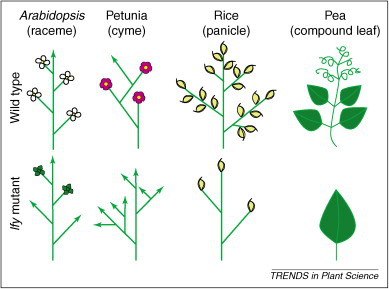 Arabidopsis Petunia Rice Pea
(raceme) (cyme) (panicle) (compound leaf)
Wild type
lfy mutant
TRENDS in Plant Science